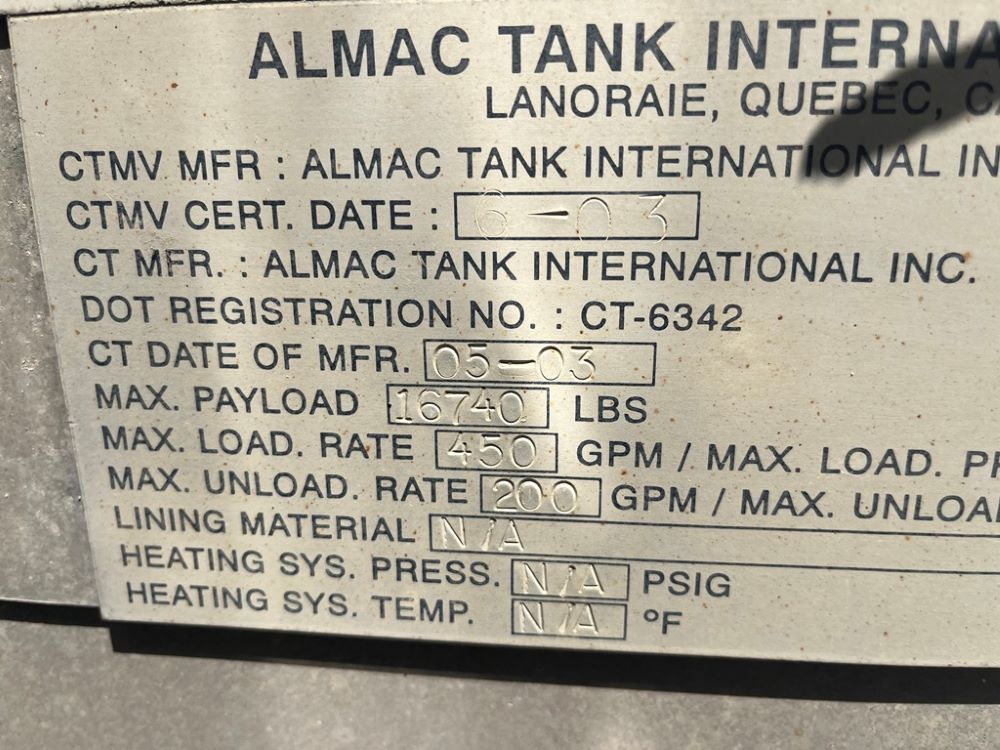 ALMAC TANK INTERNA
LANORAIE, QUEBEC, C
CTMV MFR : ALMAC TANK INTERNATIONAL IN
CTMV CERT. DATE : 6-03
CT MFR. : ALMAC TANK INTERNATIONAL INC.
DOT REGISTRATION NO. : CT-6342
CT DATE OF MFR. 05-03
MAX. PAYLOAD 16740 LBS
MAX. LOAD. RATE 450 GPM / MAX. LOAD. PR
MAX. UNLOAD. RATE 200 GPM / MAX. UNLOA
LINING MATERIAL N/A
HEATING SYS. PRESS. N/A PSIG
HEATING SYS. TEMP. N/A °F